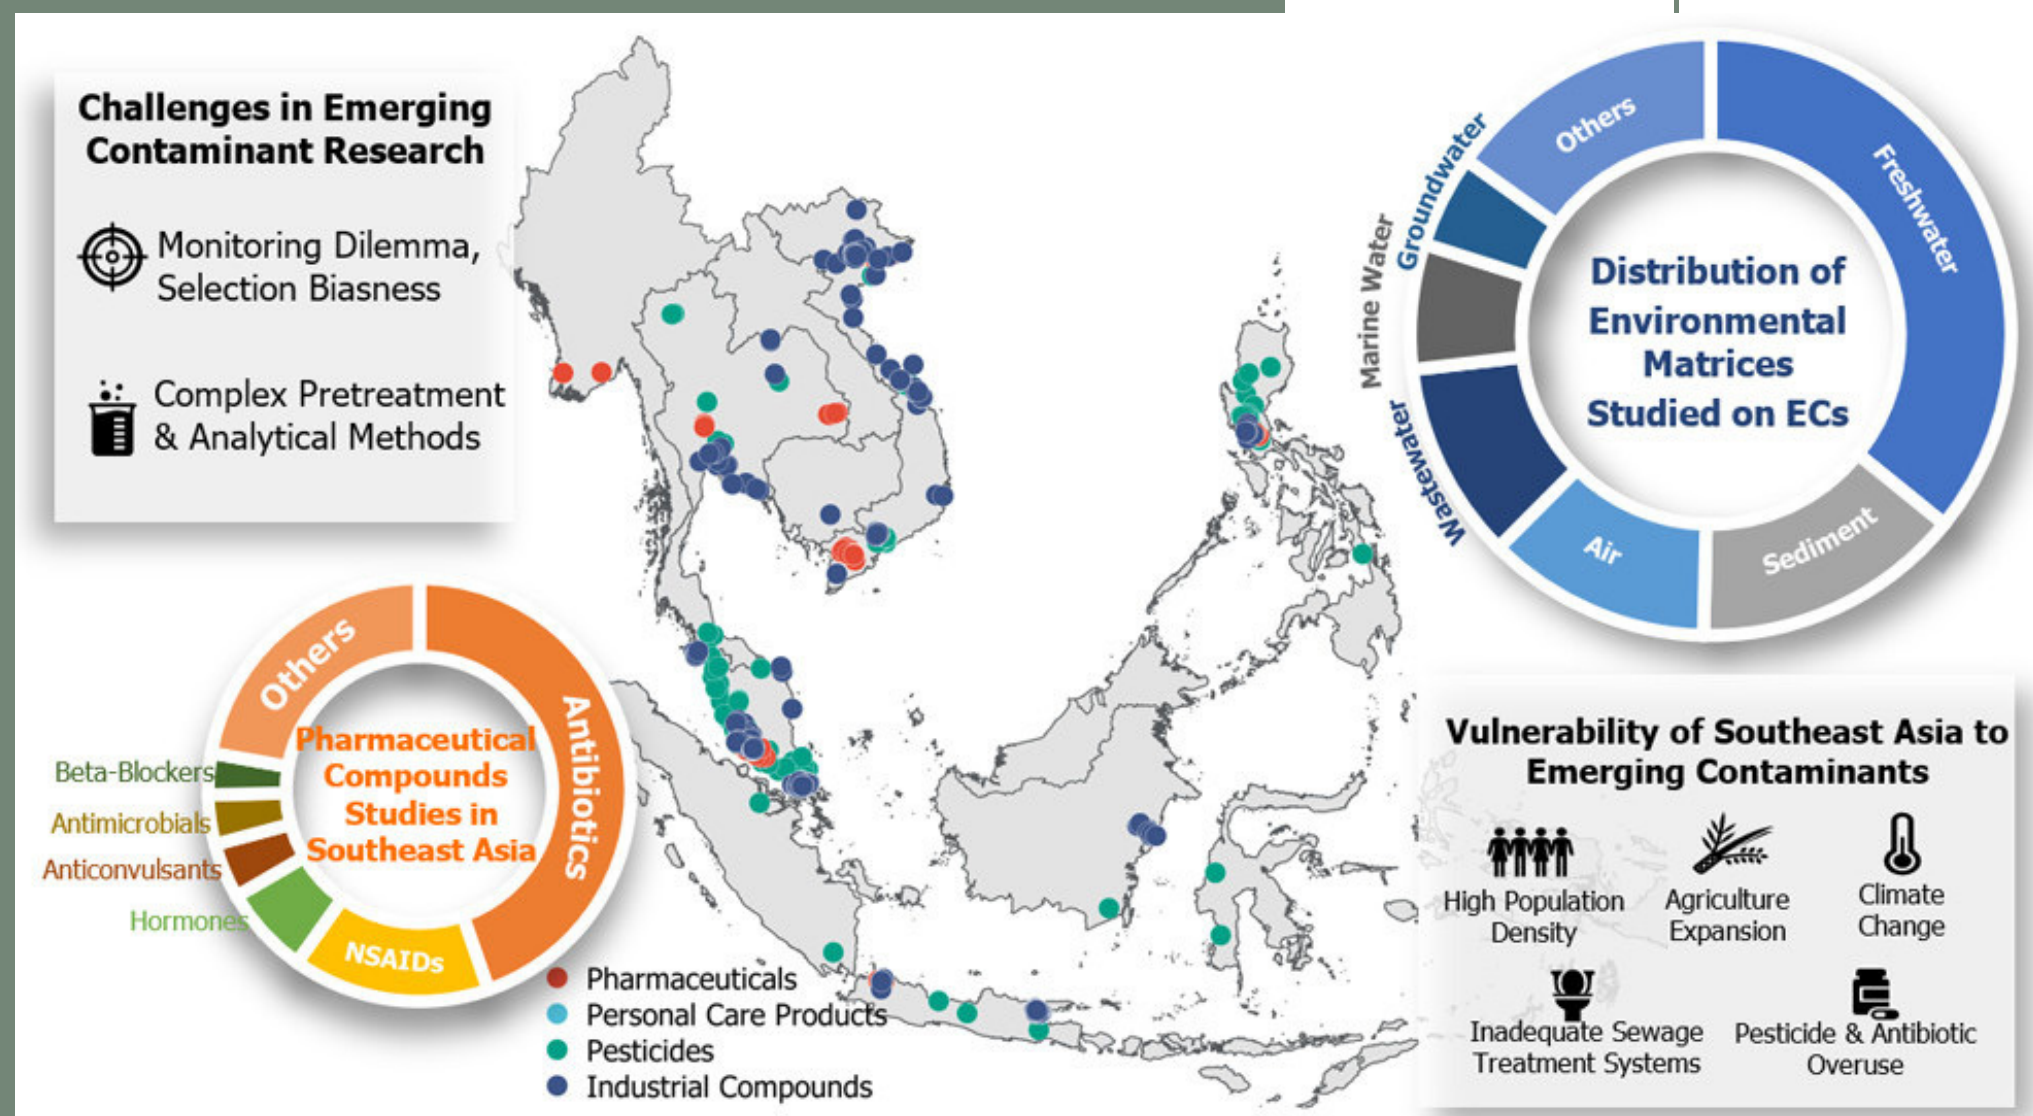 Challenges in Emerging
Contaminant Research
Monitoring Dilemma,
Selection Biasness
Complex Pretreatment
& Analytical Methods
Others
Freshwater
Groundwater
Marine Water
Wastewater
Air
Sediment
Distribution of
Environmental
Matrices
Studied on ECs
Others
Antibiotics
Beta-Blockers
Antimicrobials
Anticonvulsants
Hormones
NSAIDs
Pharmaceutical
Compounds
Studies in
Southeast Asia
Pharmaceuticals
Personal Care Products
Pesticides
Industrial Compounds
Vulnerability of Southeast Asia to
Emerging Contaminants
High Population
Density
Agriculture
Expansion
Climate
Change
Inadequate Sewage
Treatment Systems
Pesticide & Antibiotic
Overuse